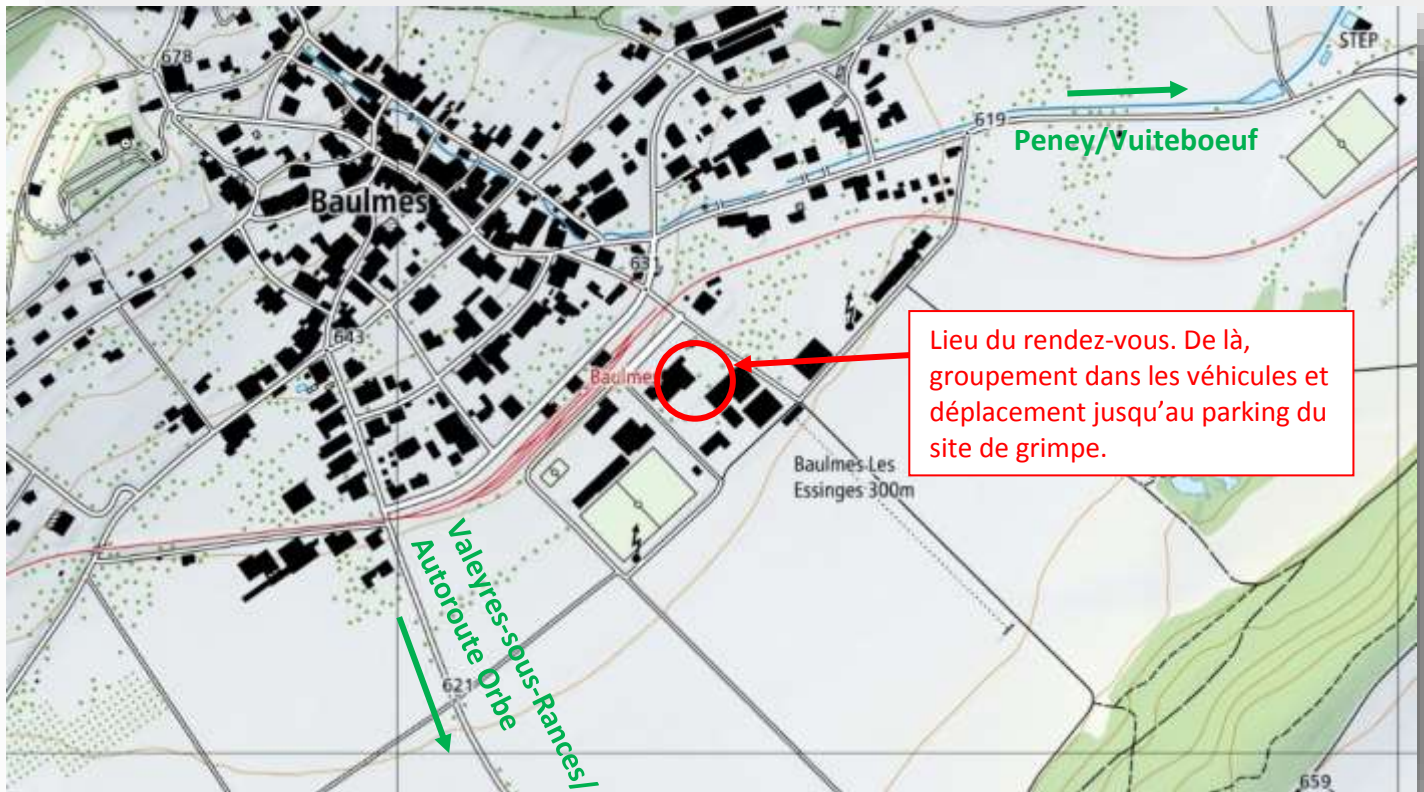 STEP
678
619
Peney/Vuiteboeuf
Baulmes
631
643
Baulmes
Lieu du rendez-vous. De là,
groupement dans les véhicules et
déplacement jusqu’au parking du
site de grimpe.
Baulmes Les
Essinges 300m
Valeyres-sous-Rances/
Autoroute Orbe
621
659